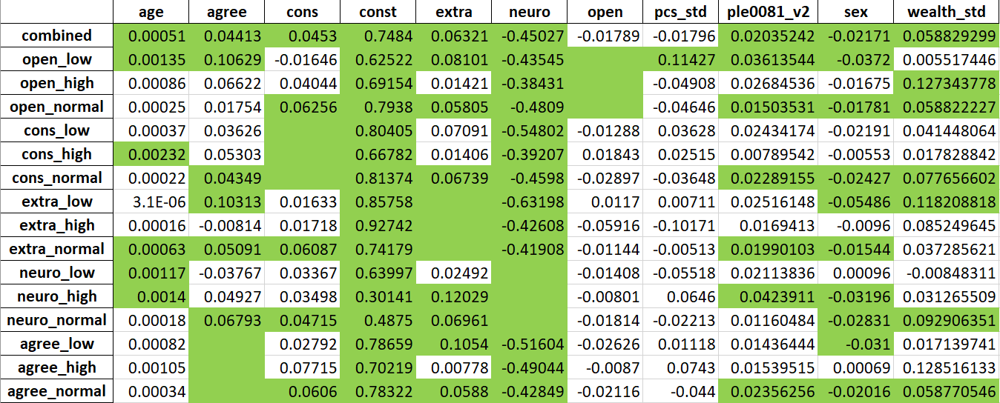 age agree cons const extra neuro open pcs_std ple0081_v2 sex wealth_std
combined 0.00051 0.04413 0.0453 0.7484 0.06321 -0.45027 -0.01789 -0.01796 0.02035242 -0.02171 0.058829299
open_low 0.00135 0.10629 -0.01646 0.62522 0.08101 -0.43545 0.11427 0.03613544 -0.0372 0.005517446
open_high 0.00086 0.06622 0.04044 0.69154 0.01421 -0.38431 -0.04908 0.02684536 -0.01675 0.127343778
open_normal 0.00025 0.01754 0.06256 0.7938 0.05805 -0.4809 -0.04646 0.01503531 -0.01781 0.058822227
cons_low 0.00037 0.03626 0.80405 0.07091 -0.54802 -0.01288 0.03628 0.02434174 -0.02191 0.041448064
cons_high 0.00232 0.05303 0.66782 0.01406 -0.39207 0.01843 0.02515 0.00789542 -0.00553 0.017828842
cons_normal 0.00022 0.04349 0.81374 0.06739 -0.4598 -0.02897 -0.03648 0.02289155 -0.02427 0.077656602
extra_low 3.1E-06 0.10313 0.01633 0.85758 -0.63198 0.0117 0.00711 0.02516148 -0.05486 0.118208818
extra_high 0.00016 -0.00814 0.01718 0.92742 -0.42608 -0.05916 -0.10171 0.0169413 -0.0096 0.085249645
extra_normal 0.00063 0.05091 0.06087 0.74179 -0.41908 -0.01144 -0.00513 0.01990103 -0.01544 0.037285621
neuro_low 0.00117 -0.03767 0.03367 0.63997 0.02492 -0.01408 -0.05518 0.02113836 0.00096 -0.00848311
neuro_high 0.0014 0.04927 0.03498 0.30141 0.12029 -0.00801 0.0646 0.0423911 -0.03196 0.031265509
neuro_normal 0.00018 0.06793 0.04715 0.4875 0.06961 -0.01814 -0.02213 0.01160484 -0.02831 0.092906351
agree_low 0.00082 0.02792 0.78659 0.1054 -0.51604 -0.02626 0.01118 0.01436444 -0.031 0.017139741
agree_high 0.00105 0.07715 0.70219 0.00778 -0.49044 -0.0087 0.0743 0.01539515 0.00069 0.128516133
agree_normal 0.00034 0.0606 0.78322 0.0588 -0.42849 -0.02116 -0.044 0.02356256 -0.02016 0.058770546